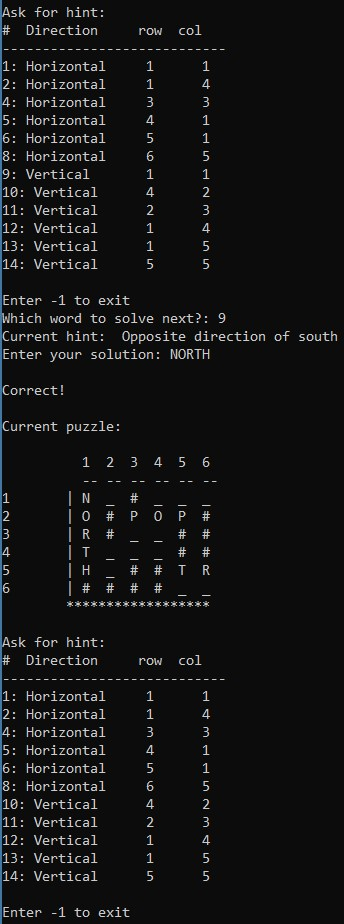 Ask for hint:
#  Direction    row  col
----------------------------
1: Horizontal     1      1
2: Horizontal     1      4
4: Horizontal     3      3
5: Horizontal     4      1
6: Horizontal     5      1
8: Horizontal     6      5
9: Vertical       1      1
10: Vertical      4      2
11: Vertical      2      3
12: Vertical      1      4
13: Vertical      1      5
14: Vertical      5      5
Enter -1 to exit
Which word to solve next?: 9
Current hint:  Opposite direction of south
Enter your solution: NORTH
Correct!
Current puzzle:
          1  2  3  4  5  6
          -- -- -- -- -- --
1       | N  _  #  _  _  _
2       | O  #  P  O  P  #
3       | R  #  _  _  #  #
4       | T  _  _  _  #  #
5       | H  _  #  #  T  R
6       | #  #  #  #  _  _
        ******************
Ask for hint:
#  Direction    row  col
----------------------------
1: Horizontal     1      1
2: Horizontal     1      4
4: Horizontal     3      3
5: Horizontal     4      1
6: Horizontal     5      1
8: Horizontal     6      5
10: Vertical      4      2
11: Vertical      2      3
12: Vertical      1      4
13: Vertical      1      5
14: Vertical      5      5
Enter -1 to exit